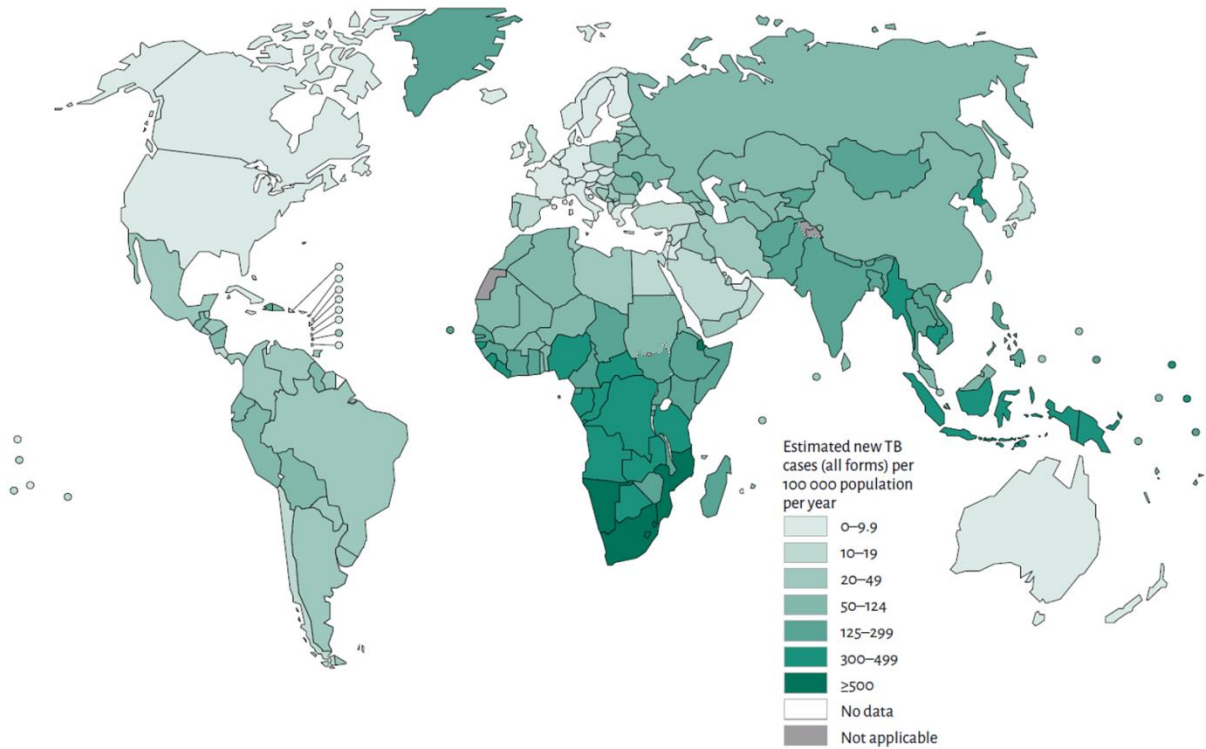 Estimated new TB
cases (all forms) per
100 000 population
per year
0–9.9
10–19
20–49
50–124
125–299
300–499
≥500
No data
Not applicable